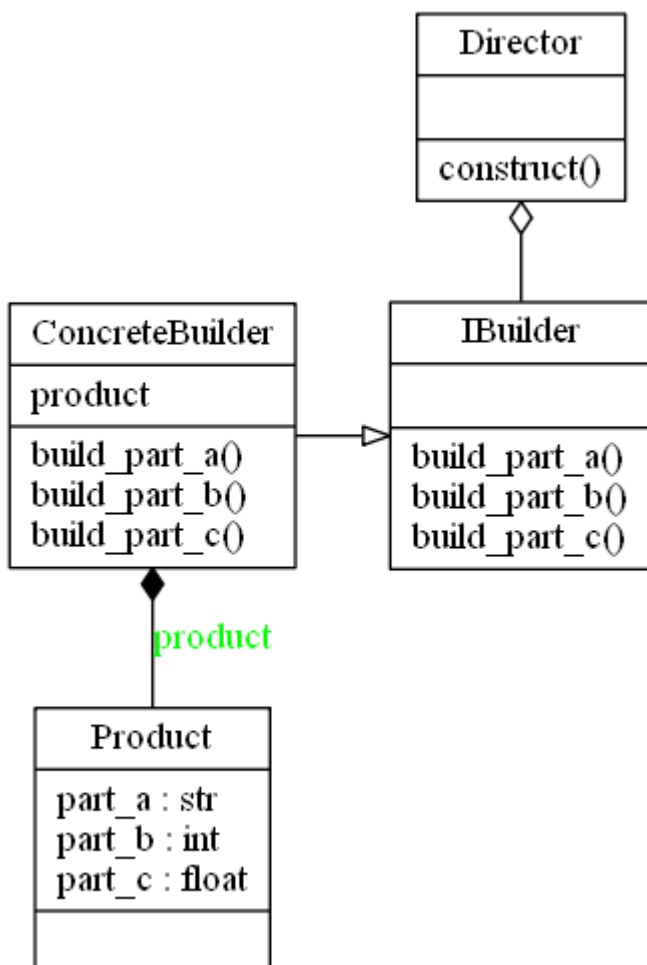 Director
construct()
ConcreteBuilder
product
build_part_a()
build_part_b()
build_part_c()
IBuilder
build_part_a()
build_part_b()
build_part_c()
product
Product
part_a : str
part_b : int
part_c : float